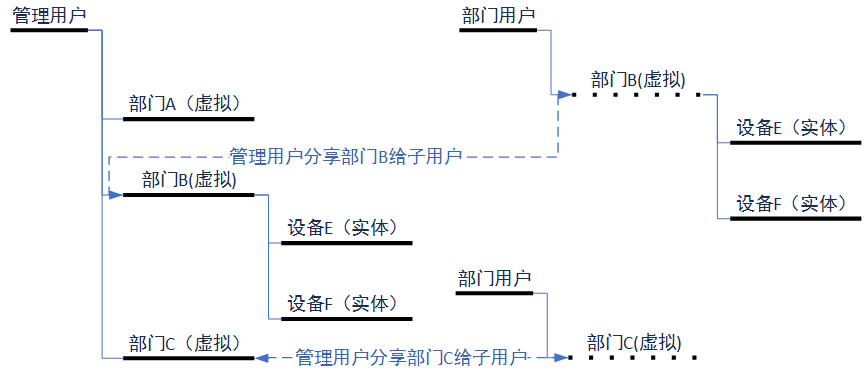 管理用户
部门用户
部门B(虚拟)
部门A（虚拟）
设备E（实体）
管理用户分享部门B给子用户
部门B(虚拟)
设备F（实体）
设备E（实体）
部门用户
设备F（实体）
部门C（虚拟）
管理用户分享部门C给子用户
部门C(虚拟)